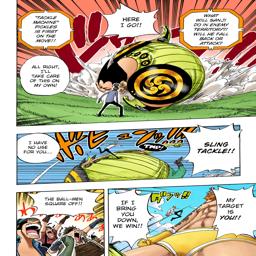 "TACKLE
MACHINE"
PICKLES
IS FIRST
ON THE
MOVE!!
HERE
I GO!!
WHAT
WILL SANJI
DO IN ENEMY
TERRITORY!?
WILL HE FALL
BACK OR
ATTACK?
ALL RIGHT,
I'LL
TAKE CARE
OF THIS ON
MY OWN!
I HAVE
NO USE
FOR YOU...
TMP!!
SLING
TACKLE!!
THE BALL-MEN
SQUARE OFF!!
IF I
BRING
YOU
DOWN,
WE WIN!!
MY
TARGET
IS
YOU!!